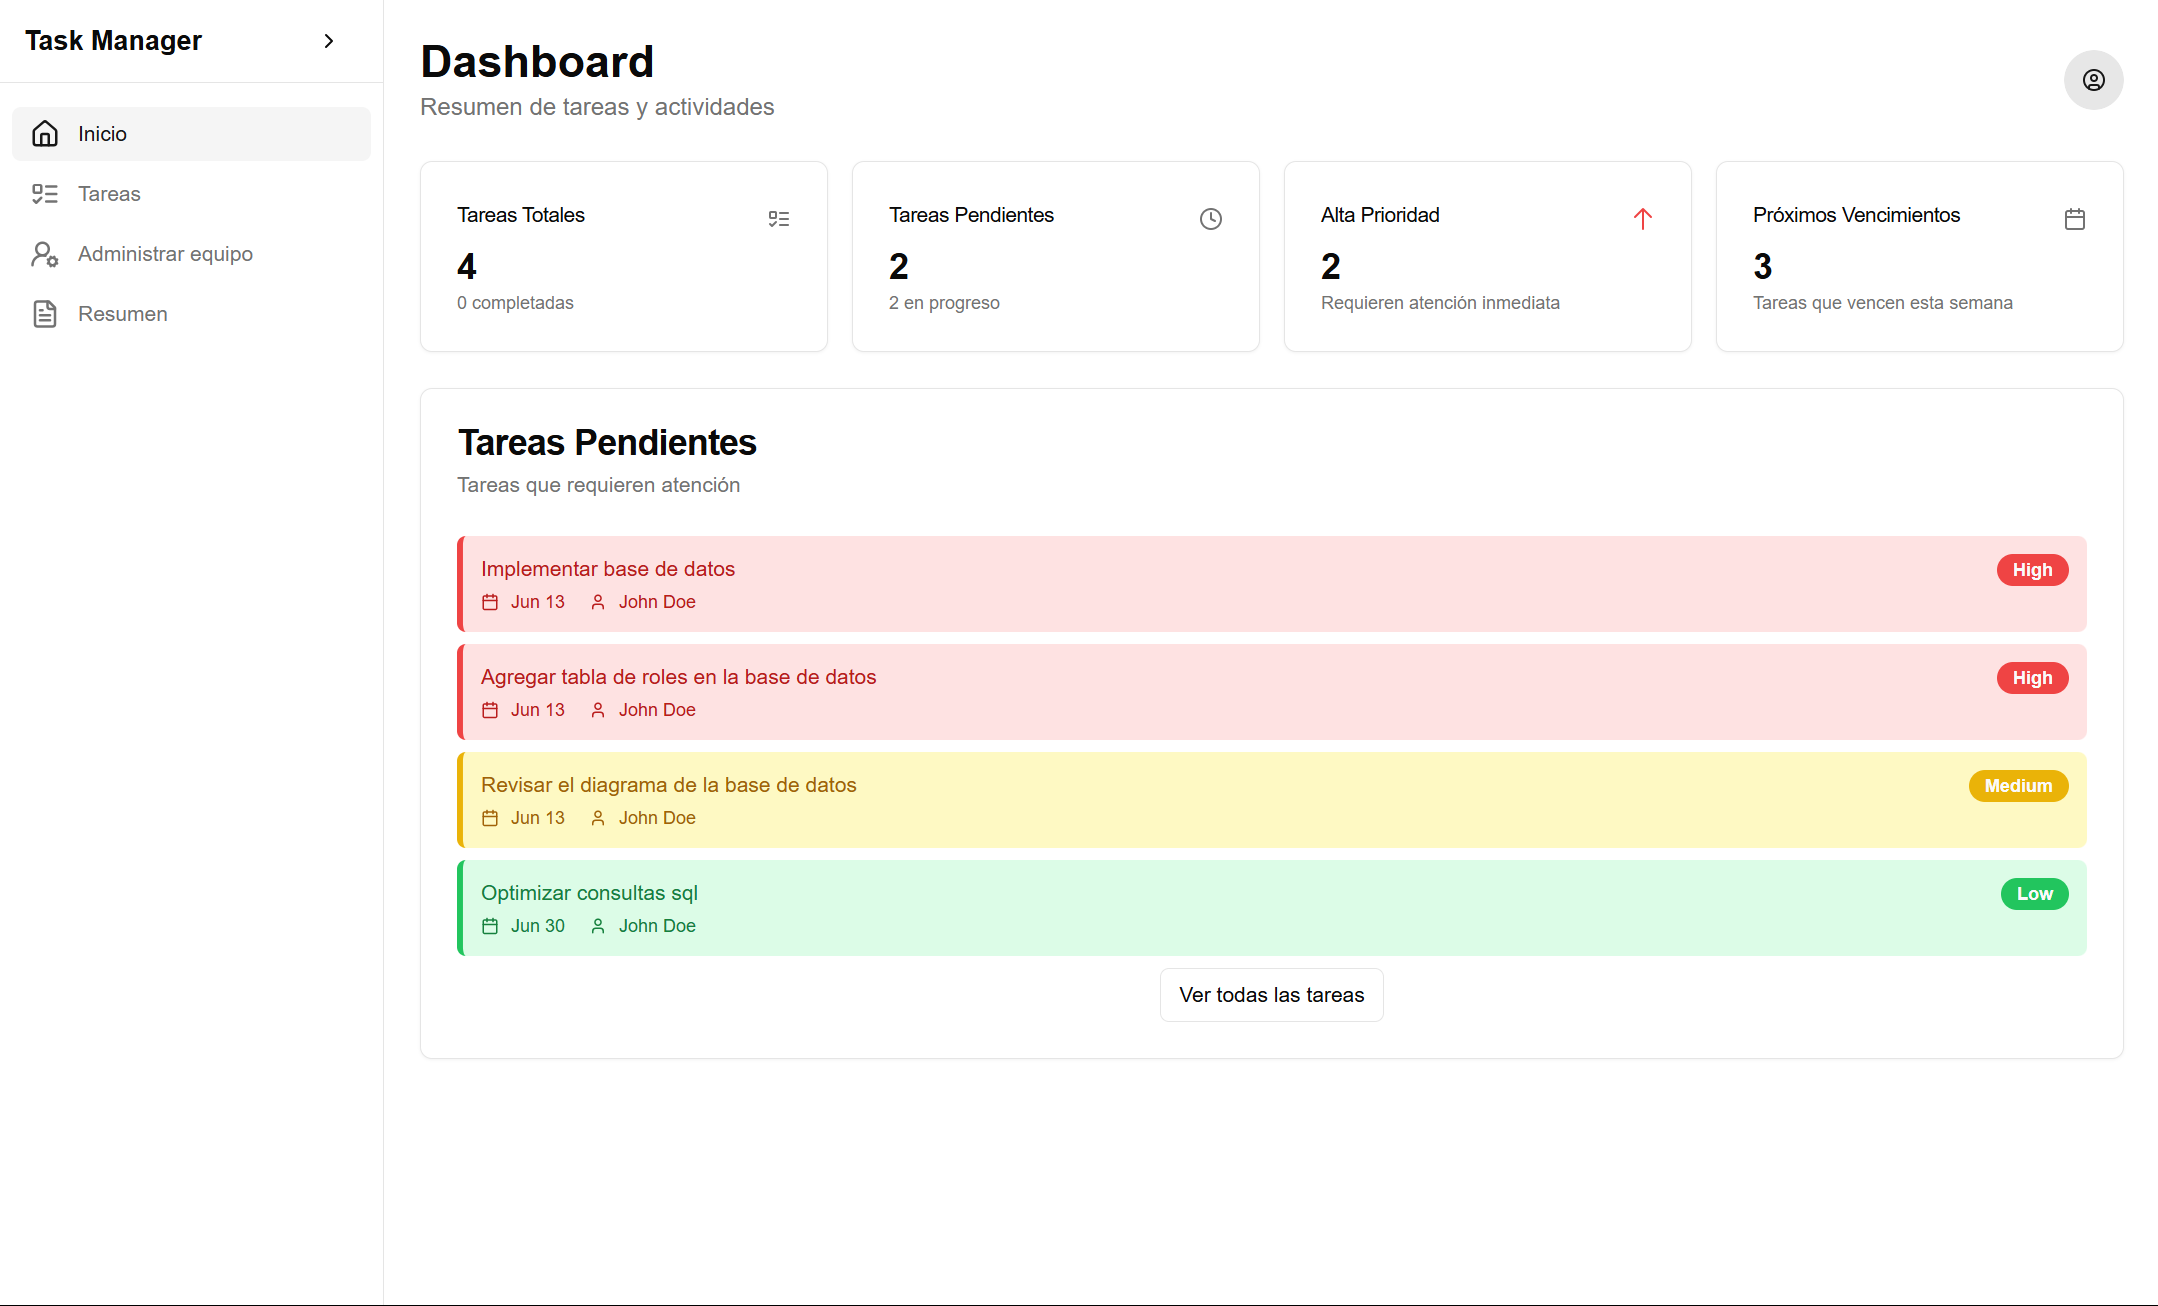 Task Manager
Inicio
Tareas
Administrar equipo
Resumen
Dashboard
Resumen de tareas y actividades
Tareas Totales
4
0 completadas
Tareas Pendientes
2
2 en progreso
Alta Prioridad
2
Requieren atención inmediata
Próximos Vencimientos
3
Tareas que vencen esta semana
Tareas Pendientes
Tareas que requieren atención
Implementar base de datos
High
Jun 13 John Doe
Agregar tabla de roles en la base de datos
High
Jun 13 John Doe
Revisar el diagrama de la base de datos
Medium
Jun 13 John Doe
Optimizar consultas sql
Low
Jun 30 John Doe
Ver todas las tareas